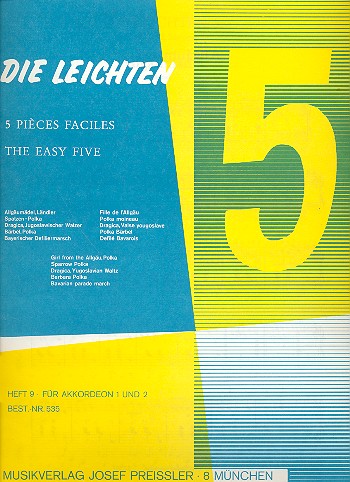 DIE LEICHTEN
5
5 PIÈCES FACILES
THE EASY FIVE
Allgäumädel, Ländler
Spatzen-Polka
Dragica, Jugoslawischer Walzer
Bärbel, Polka
Bayerischer Defiliermarsch
Fille de l'Allgäu
Polka moineau
Dragica, Valse yougoslave
Polka Bärbel
Defilé Bavarois
Girl from the Allgäu, Polka
Sparrow Polka
Dragica, Yugoslavian Waltz
Barbera Polka
Bavarian parado march
HEFT 9 - FÜR AKKORDEON 1 UND 2
BEST.-NR. 535
MUSIKVERLAG JOSEF PREISSLER · 8 MÜNCHEN